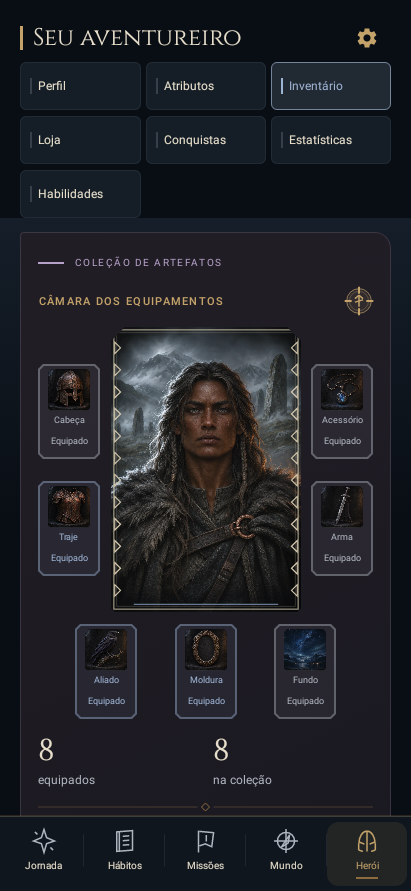 Seu aventureiro
Perfil
Atributos
Inventário
Loja
Conquistas
Estatísticas
Habilidades
COLEÇÃO DE ARTEFATOS
CÂMARA DOS EQUIPAMENTOS
Cabeça
Equipado
Acessório
Equipado
Traje
Equipado
Arma
Equipado
Aliado
Equipado
Moldura
Equipado
Fundo
Equipado
8
equipados
8
na coleção
Jornada
Hábitos
Missões
Mundo
Herói